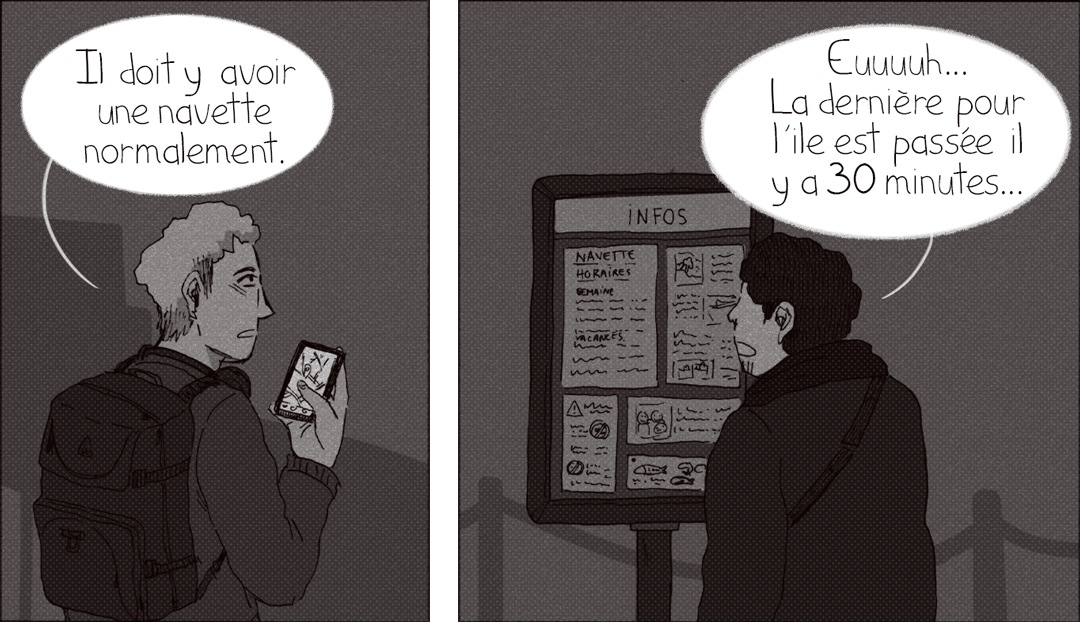 Il doit y avoir
une navette
normalement.
Euuuuh...
La dernière pour
l'ile est passée il
y a 30 minutes...
iNFOS
NAVETTE
HORAIRES
SEMAINE
VACANCES